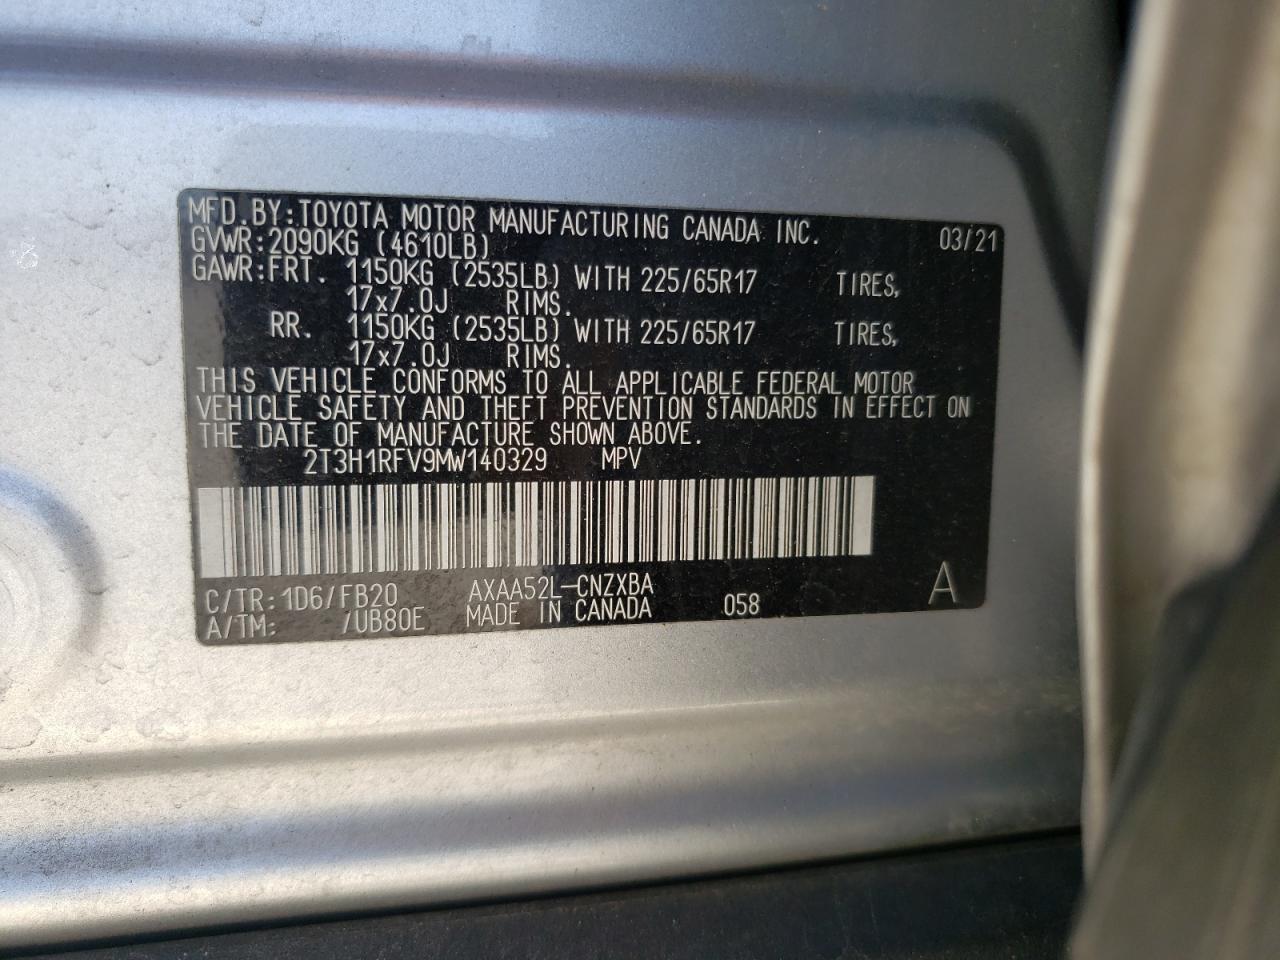 MFD.BY:TOYOTA MOTOR MANUFACTURING CANADA INC. 03/21
GVWR:2090KG (4610LB)
GAWR:FRT. 1150KG (2535LB) WITH 225/65R17 TIRES,
17x7.0J RIMS.
RR. 1150KG (2535LB) WITH 225/65R17 TIRES,
17x7.0J RIMS.
THIS VEHICLE CONFORMS TO ALL APPLICABLE FEDERAL MOTOR
VEHICLE SAFETY AND THEFT PREVENTION STANDARDS IN EFFECT ON
THE DATE OF MANUFACTURE SHOWN ABOVE.
2T3H1RFV9MW140329 MPV
C/TR:1D6/FB20 AXAA52L-CNZXBA
A/TM: /UB80E MADE IN CANADA 058 A